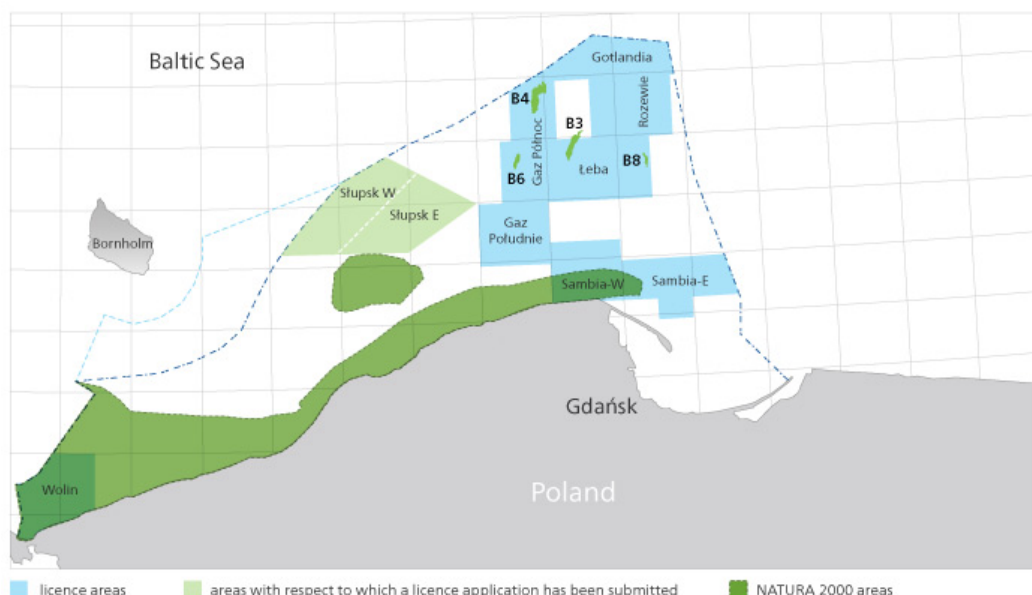 Baltic Sea
Gotlandia
B4
B3
Rozewie
Gaz Północ
B6
Łeba
B8
Słupsk W
Słupsk E
Gaz
Południe
Bornholm
Sambia-W
Sambia-E
Gdańsk
Wolin
Poland
licence areas
areas with respect to which a licence application has been submitted
NATURA 2000 areas